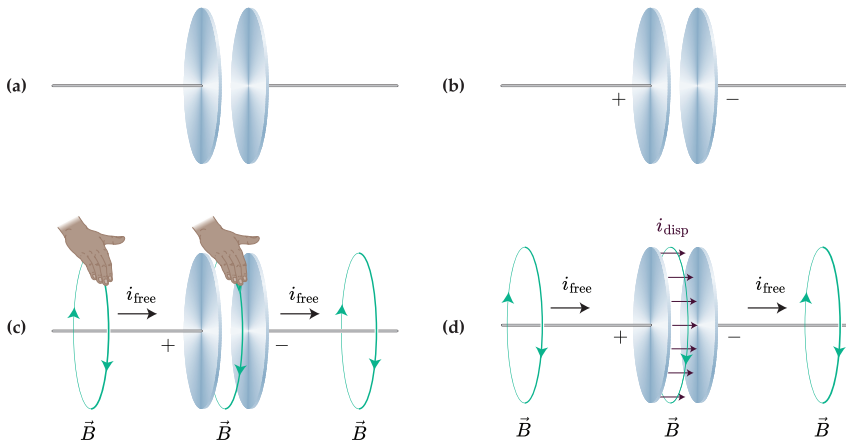 (a)
(b)
+
−
(c)
i_free
i_free
+
−
B⃗
B⃗
B⃗
(d)
i_disp
i_free
i_free
+
−
B⃗
B⃗
B⃗